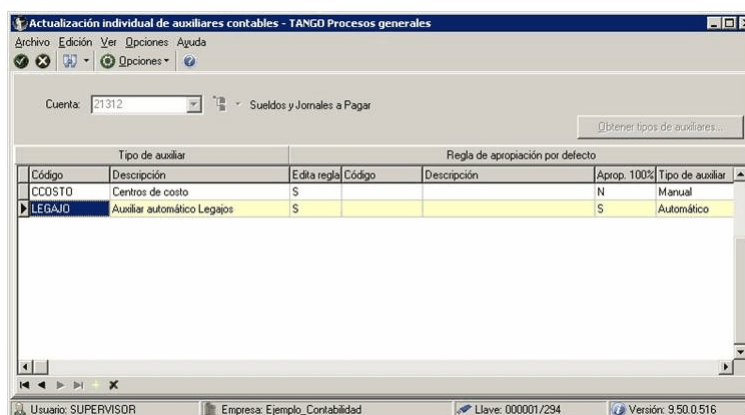 Actualización individual de auxiliares contables - TANGO Procesos generales
Archivo Edición Ver Opciones Ayuda
Opciones
Cuenta: 21312 Sueldos y Jornales a Pagar
Obtener tipos de auxiliares...
Tipo de auxiliar Regla de apropiación por defecto
Código Descripción Edita regla Código Descripción Aprop. 100% Tipo de auxiliar
CCOSTO Centros de costo S N Manual
LEGAJO Auxiliar automático Legajos S S Automático
Usuario: SUPERVISOR Empresa: Ejemplo_Contabilidad Llave: 000001/294 Versión: 9.50.0.516